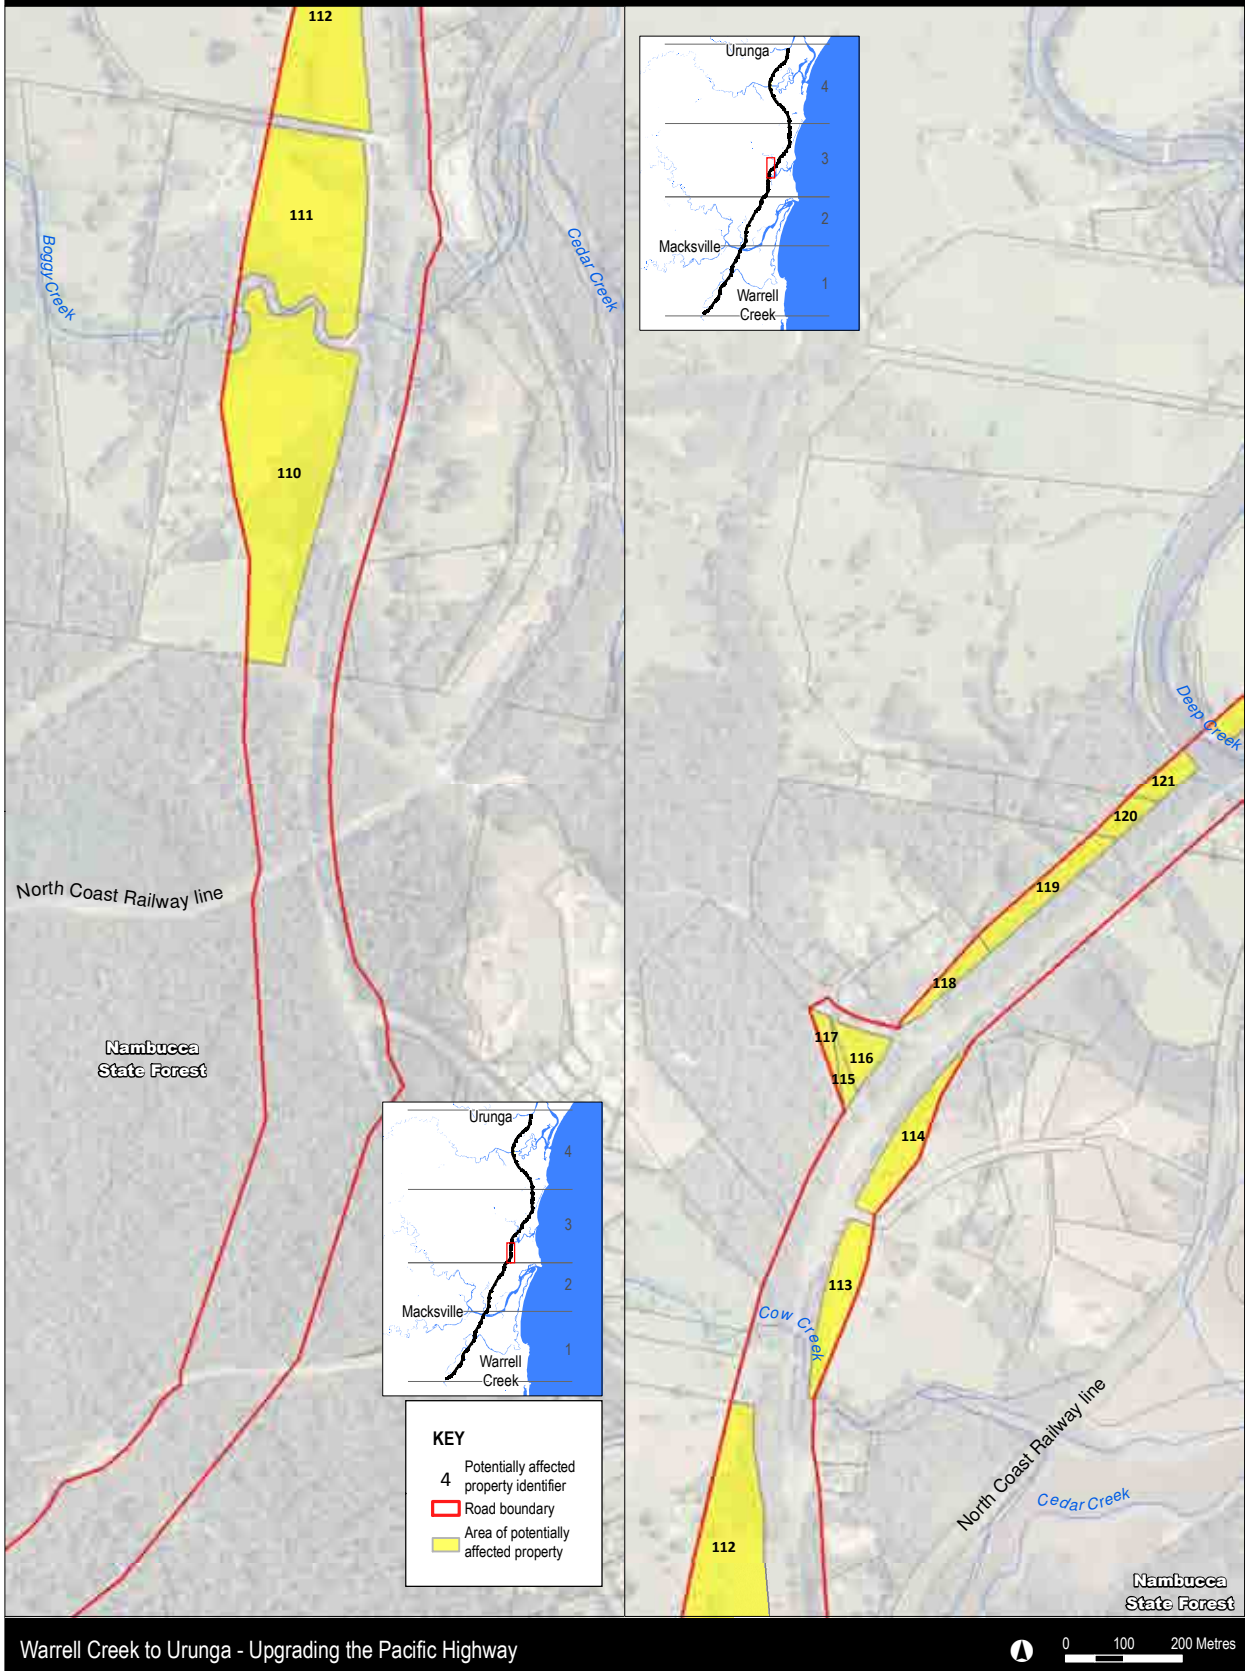 112
111
Boggy Creek
Cedar Creek
110
North Coast Railway line
Nambucca
State Forest
Urunga
4
3
2
Macksville
1
Warrell
Creek
KEY
4 Potentially affected
property identifier
Road boundary
Area of potentially
affected property
Urunga
4
3
2
Macksville
1
Warrell
Creek
Deep Creek
121
120
119
118
117
116
115
114
113
Cow Creek
North Coast Railway line
Cedar Creek
112
Nambucca
State Forest
Warrell Creek to Urunga - Upgrading the Pacific Highway
0 100 200 Metres